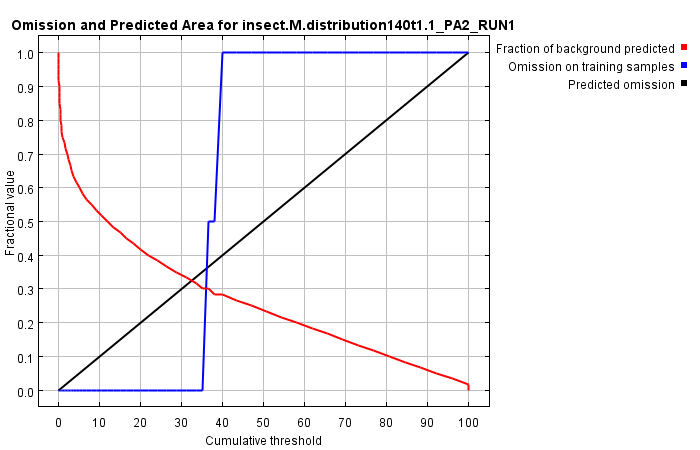 Omission and Predicted Area for insect.M.distribution140t1.1_PA2_RUN1
Fraction of background predicted
Omission on training samples
Predicted omission
Fractional value
1.0
0.9
0.8
0.7
0.6
0.5
0.4
0.3
0.2
0.1
0.0
0 10 20 30 40 50 60 70 80 90 100
Cumulative threshold